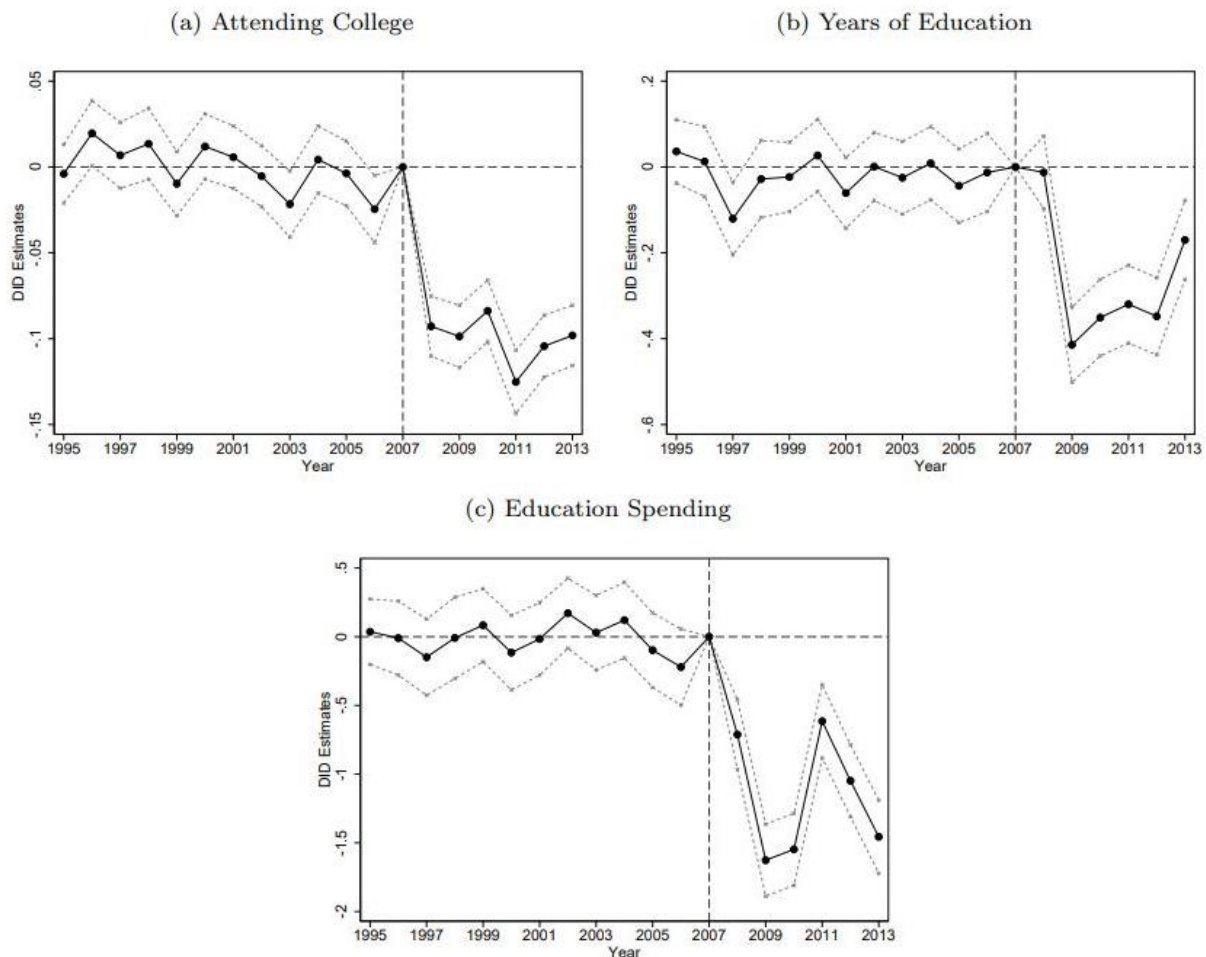 (a) Attending College
(b) Years of Education
.05
0
-.05
-.1
-.15
DID Estimates
1995 1997 1999 2001 2003 2005 2007 2009 2011 2013
Year
.2
0
-.2
-.4
-.6
DID Estimates
1995 1997 1999 2001 2003 2005 2007 2009 2011 2013
Year
(c) Education Spending
.5
0
-.5
-1
-1.5
-2
DID Estimates
1995 1997 1999 2001 2003 2005 2007 2009 2011 2013
Year